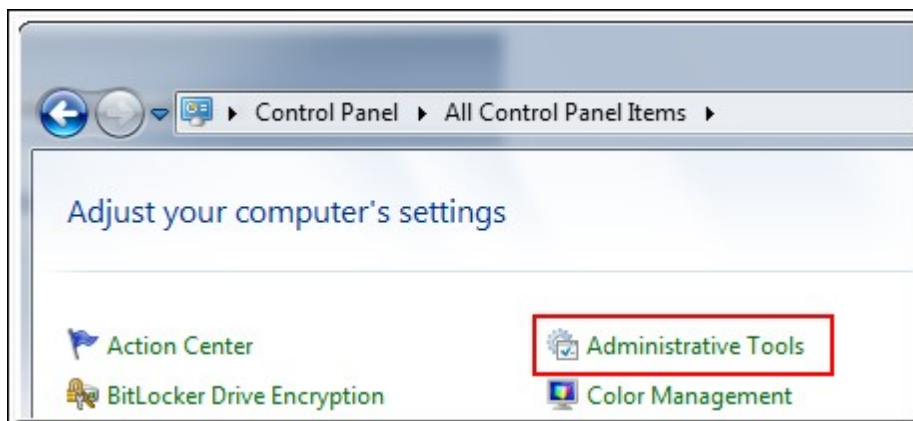 Control Panel ▸ All Control Panel Items ▸
Adjust your computer's settings
Action Center
Administrative Tools
BitLocker Drive Encryption
Color Management